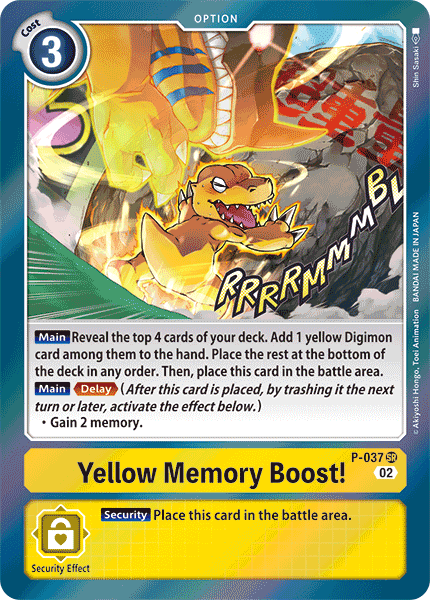 OPTION
Cost
3
Shin Sasaki
RRRRRMMMMBL
Main Reveal the top 4 cards of your deck. Add 1 yellow Digimon
card among them to the hand. Place the rest at the bottom of
the deck in any order. Then, place this card in the battle area.
Main Delay (After this card is placed, by trashing it the next
turn or later, activate the effect below.)
・Gain 2 memory.
©Akiyoshi Hongo, Toei Animation BANDAI MADE IN JAPAN
P-037 SR
02
Yellow Memory Boost!
Security Place this card in the battle area.
Security Effect